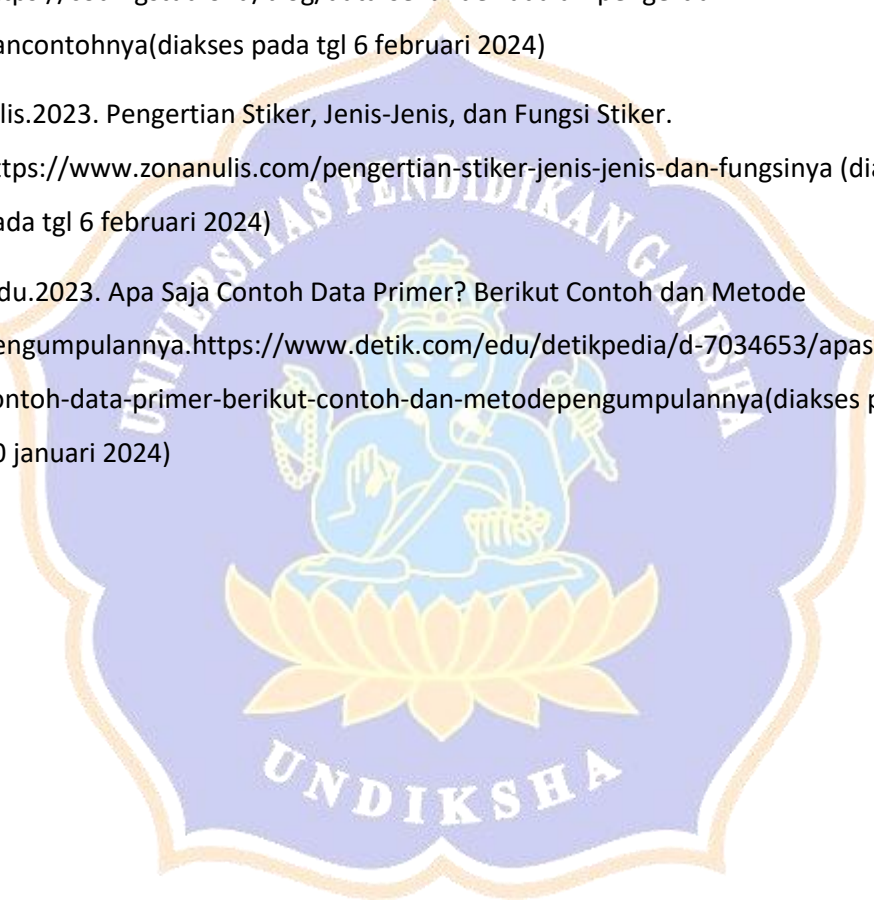 ancontohnya(diakses pada tgl 6 februari 2024)
lis.2023. Pengertian Stiker, Jenis-Jenis, dan Fungsi Stiker.
ttps://www.zonanulis.com/pengertian-stiker-jenis-jenis-dan-fungsinya (dia
ada tgl 6 februari 2024)
du.2023. Apa Saja Contoh Data Primer? Berikut Contoh dan Metode
engumpulannya.https://www.detik.com/edu/detikpedia/d-7034653/apas
ontoh-data-primer-berikut-contoh-dan-metodepengumpulannya(diakses p
0 januari 2024)
UNIVERSITAS PENDIDIKAN GANESHA
UNDIKSHA